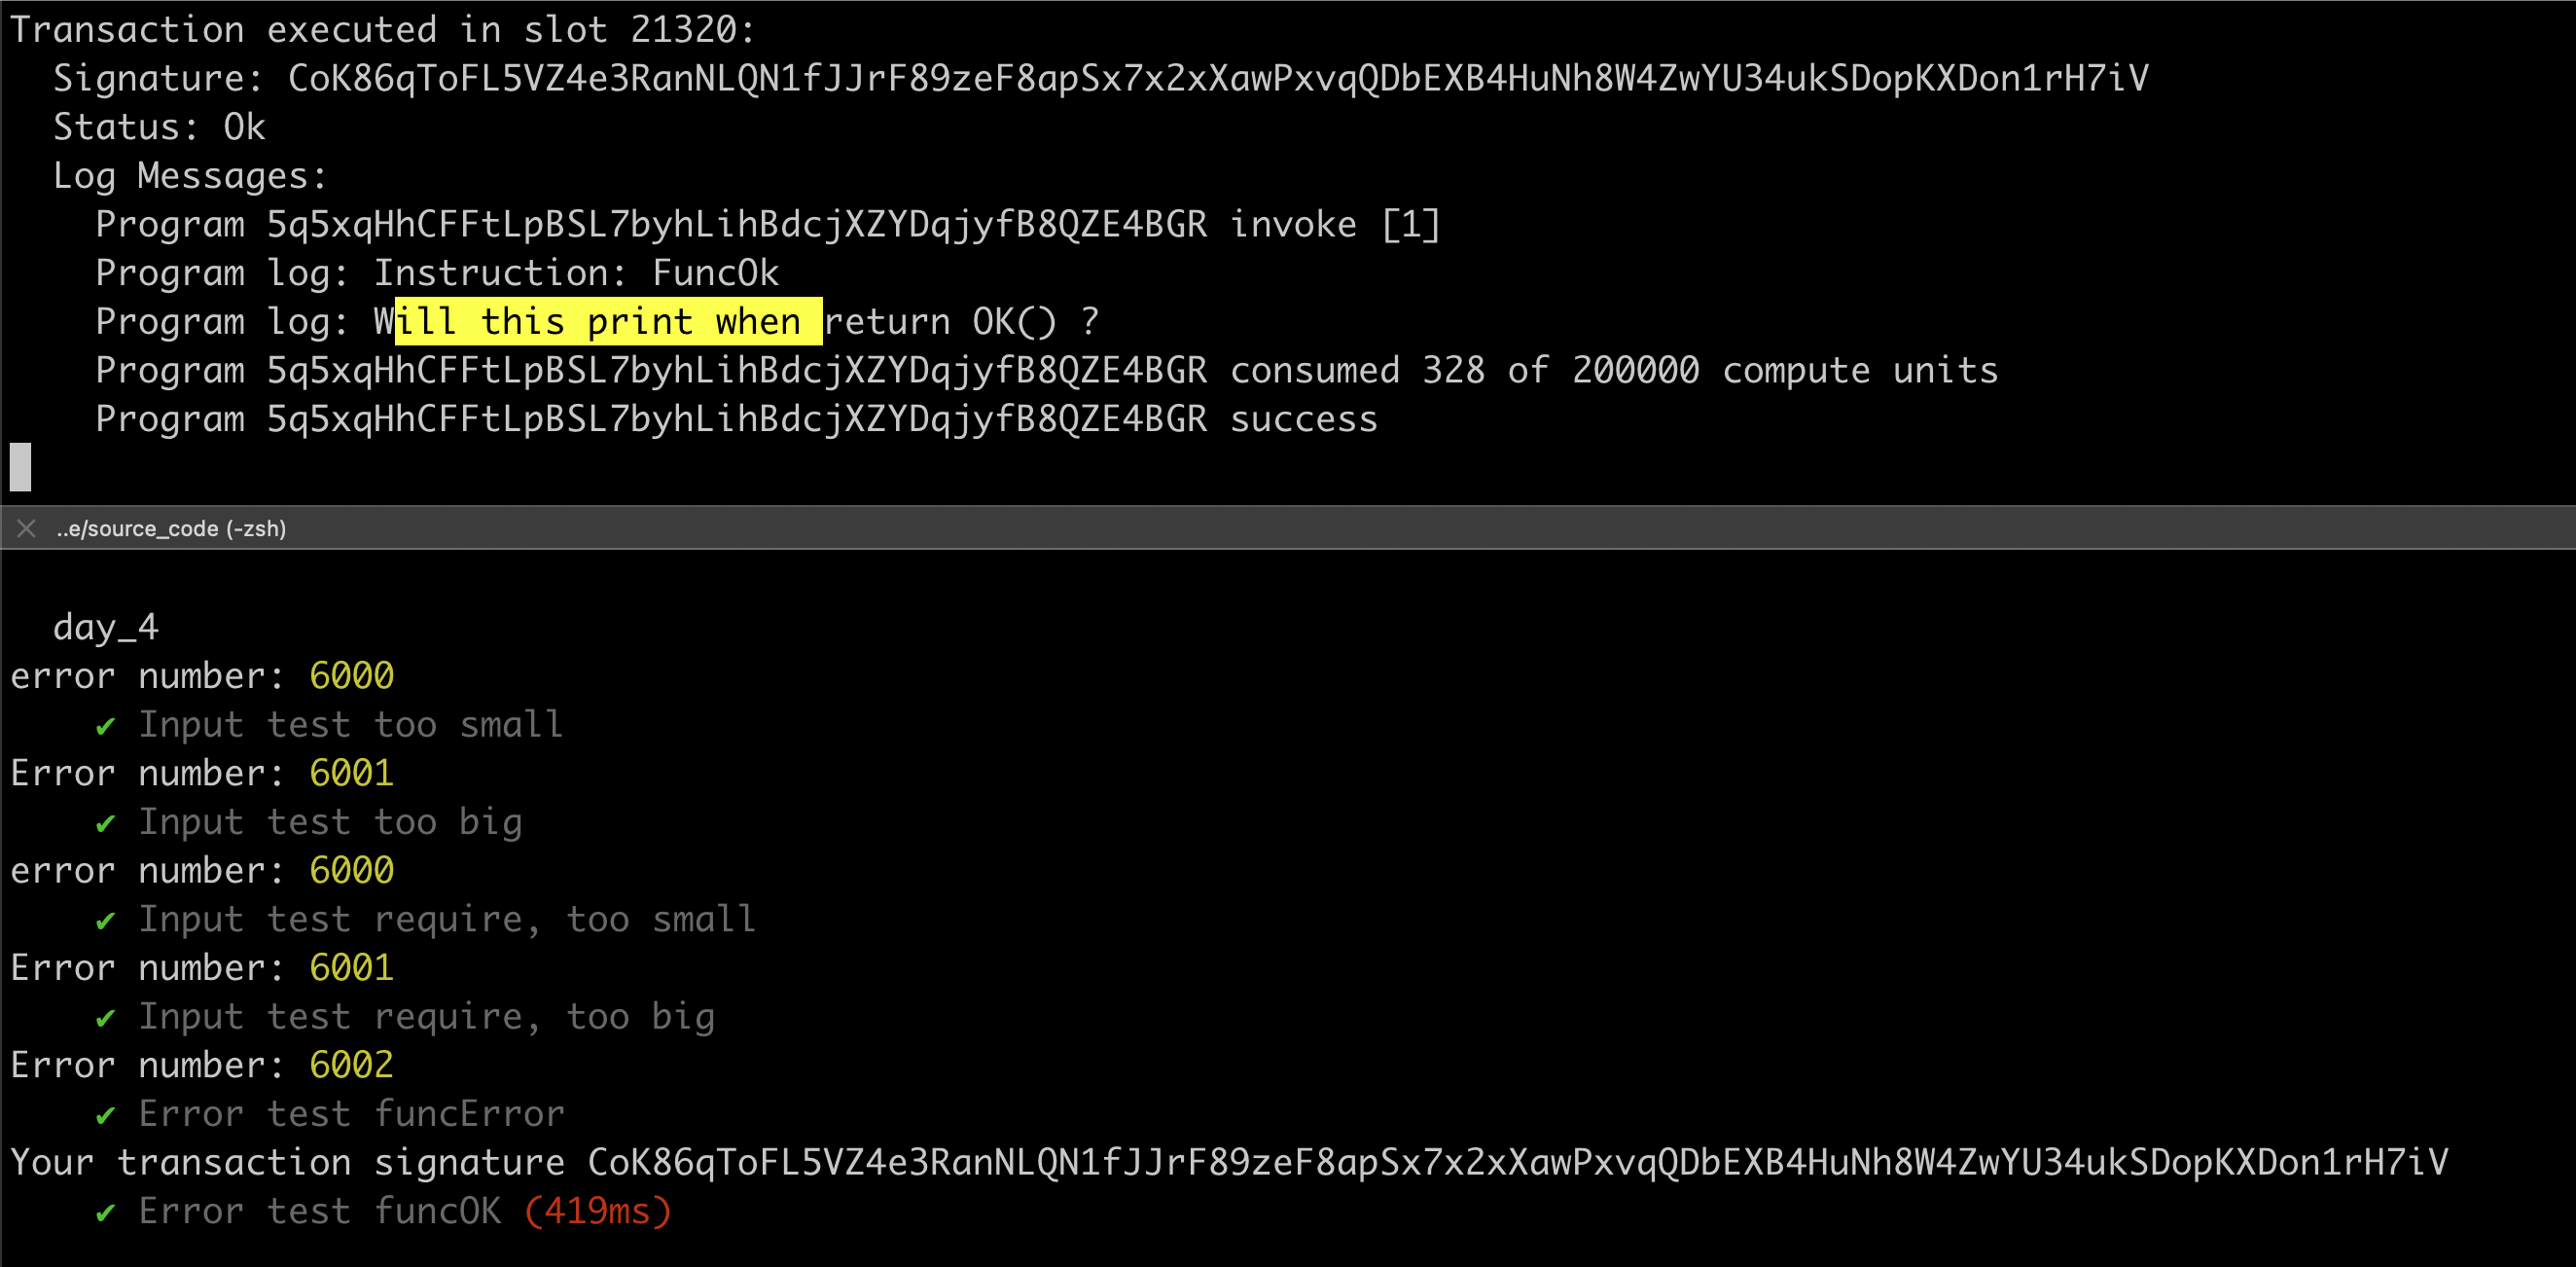 Transaction executed in slot 21320:
Signature: CoK86qToFL5VZ4e3RanNLQN1fJJrF89zeF8apSx7x2xXawPxvqQDbEXB4HuNh8W4ZwYU34ukSDopKXDon1rH7iV
Status: Ok
Log Messages:
Program 5q5xqHhCFFtLpBSL7byhLihBdcjXZYDqjyfB8QZE4BGR invoke [1]
Program log: Instruction: FuncOk
Program log: Will this print when return OK() ?
Program 5q5xqHhCFFtLpBSL7byhLihBdcjXZYDqjyfB8QZE4BGR consumed 328 of 200000 compute units
Program 5q5xqHhCFFtLpBSL7byhLihBdcjXZYDqjyfB8QZE4BGR success
..e/source_code (-zsh)
day_4
error number: 6000
✔ Input test too small
Error number: 6001
✔ Input test too big
error number: 6000
✔ Input test require, too small
Error number: 6001
✔ Input test require, too big
Error number: 6002
✔ Error test funcError
Your transaction signature CoK86qToFL5VZ4e3RanNLQN1fJJrF89zeF8apSx7x2xXawPxvqQDbEXB4HuNh8W4ZwYU34ukSDopKXDon1rH7iV
✔ Error test funcOK (419ms)